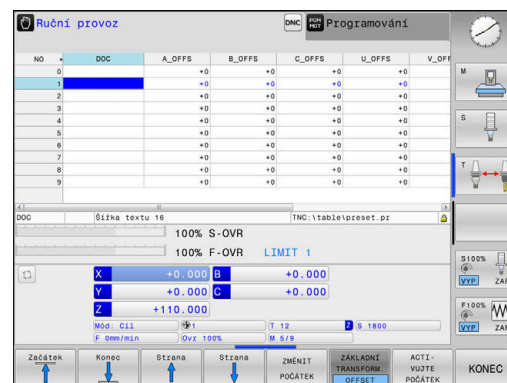 Ruční provoz DNC PGM MGT Programování
NO DOC A_OFFS B_OFFS C_OFFS U_OFFS V_OFF
0 +0 +0 +0 +0
1 +0 +0 +0 +0
2 +0 +0 +0 +0
3 +0 +0 +0 +0
4 +0 +0 +0 +0
5 +0 +0 +0 +0
6 +0 +0 +0 +0
7 +0 +0 +0 +0
8 +0 +0 +0 +0
9 +0 +0 +0 +0
DOC Šířka textu 16 TNC:\table\preset.pr
100% S-OVR
100% F-OVR LIMIT 1
X +0.000 B +0.000
Y +0.000 C +0.000
Z +110.000
Mód: Cíl 1 T 12 Z S 1800
F 0mm/min Ovr 100% M 5/9
M
S
T
S100%
VYP ZAP
F100%
VYP ZAP
Začátek Konec Strana Strana ZMĚNIT POČÁTEK
ZÁKLADNÍ TRANSFORM. OFFSET
ACTI-
VUJTE
POČÁTEK
KONEC